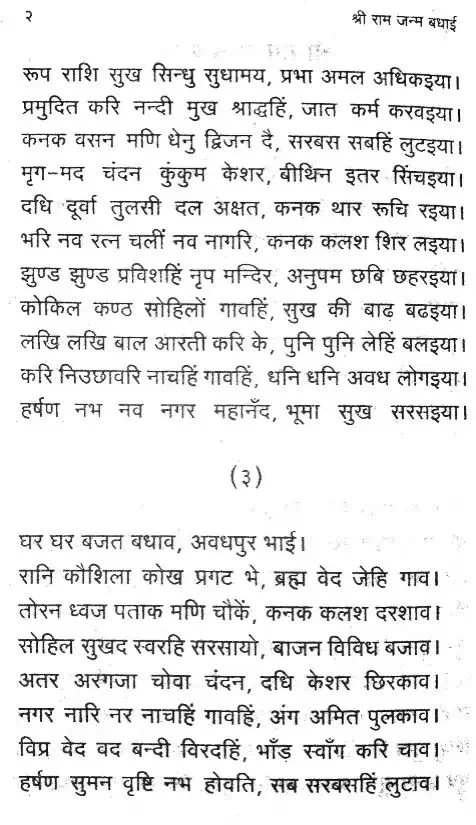 २
श्री राम जन्म बधाई
रूप राशि सुख सिन्धु सुधामय, प्रभा अमल अधिकइया।
प्रमुदित करि नन्दी मुख श्राद्धहिं, जात कर्म करवइया।
कनक वसन मणि धेनु द्विजन दै, सरबस सबहिं लुटइया।
मृग-मद चंदन कुंकुम केशर, बीथिन इतर सिंचइया।
दधि दूर्वा तुलसी दल अक्षत, कनक थार रूचि रइया।
भरि नव रत्न चलीं नव नागरि, कनक कलश शिर लइया।
झुण्ड झुण्ड प्रविशहिं नृप मन्दिर, अनुपम छबि छहरइया।
कोकिल कण्ठ सोहिलों गावहिं, सुख की बाढ़ बढइया।
लखि लखि बाल आरती करि के, पुनि पुनि लेहिं बलइया।
करि निउछावरि नाचहिं गावहिं, धनि धनि अवध लोगइया।
हर्षण नभ नव नगर महानँद, भूमा सुख सरसइया।
(३)
घर घर बजत बधाव, अवधपुर भाई।
रानि कौशिला कोख प्रगट भे, ब्रह्म वेद जेहि गाव।
तोरन ध्वज पताक मणि चौकें, कनक कलश दरशाव।
सोहिल सुखद स्वरहि सरसायो, बाजन विविध बजाव।
अतर अरगजा चोवा चंदन, दधि केशर छिरकाव।
नगर नारि नर नाचहिं गावहिं, अंग अमित पुलकाव।
विप्र वेद वद बन्दी विरदहिं, भाँड स्वाँग करि चाव।
हर्षण सुमन वृष्टि नभ होवति, सब सरबसहिं लुटाव।